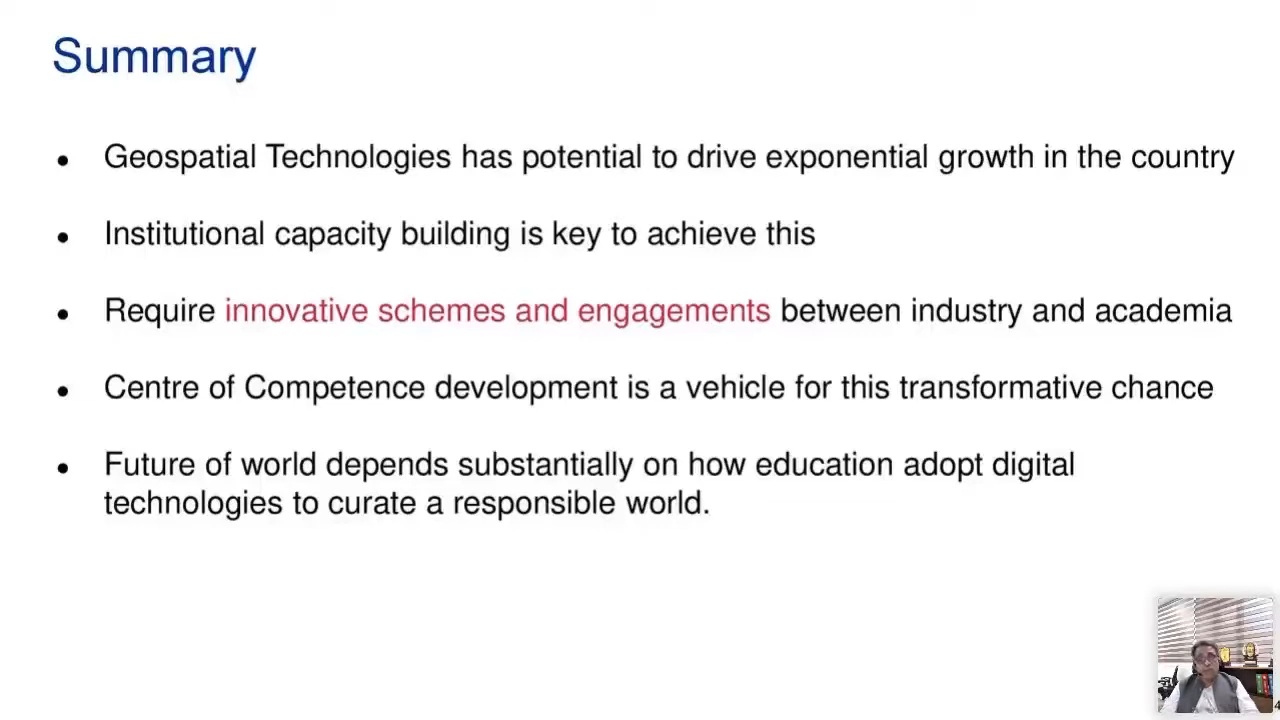 Summary
• Geospatial Technologies has potential to drive exponential growth in the country
• Institutional capacity building is key to achieve this
• Require innovative schemes and engagements between industry and academia
• Centre of Competence development is a vehicle for this transformative chance
• Future of world depends substantially on how education adopt digital
technologies to curate a responsible world.
4